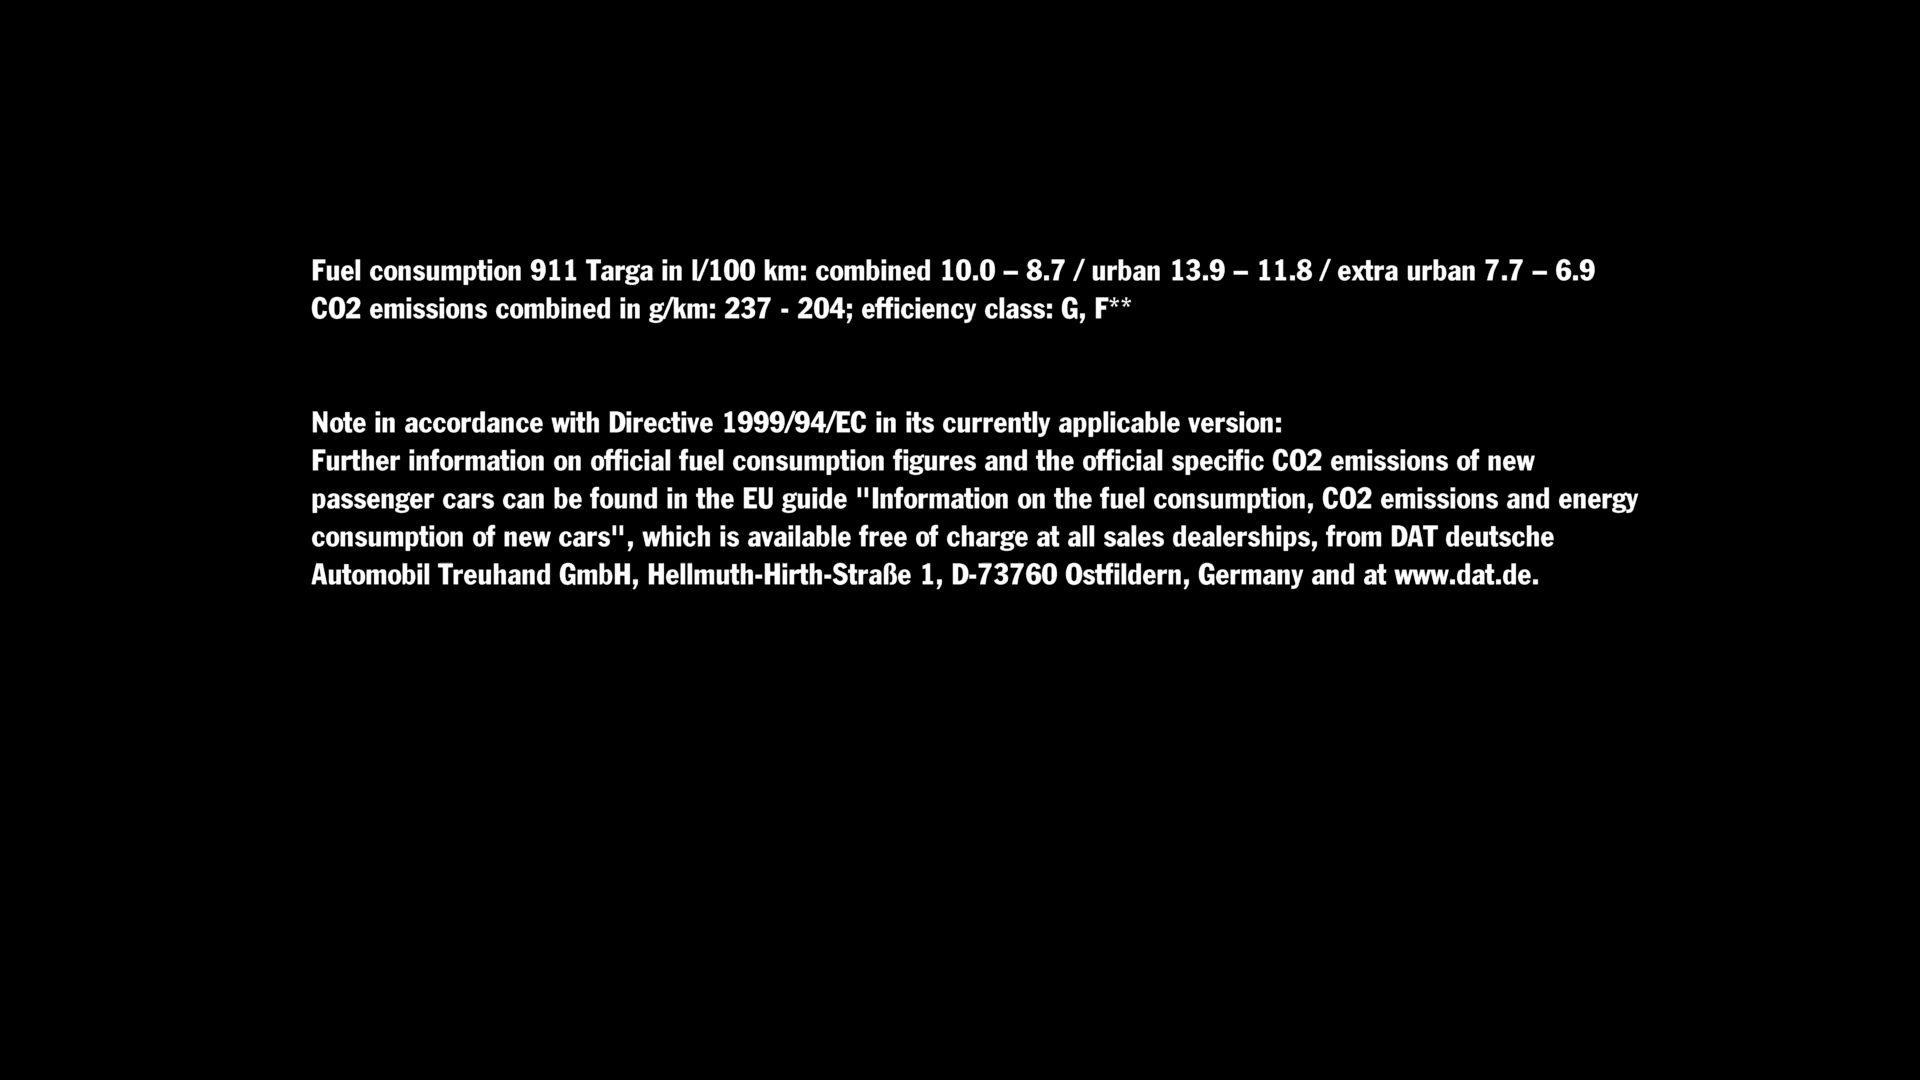 Fuel consumption 911 Targa in l/100 km: combined 10.0 – 8.7 / urban 13.9 – 11.8 / extra urban 7.7 – 6.9
CO2 emissions combined in g/km: 237 - 204; efficiency class: G, F**
Note in accordance with Directive 1999/94/EC in its currently applicable version:
Further information on official fuel consumption figures and the official specific CO2 emissions of new
passenger cars can be found in the EU guide "Information on the fuel consumption, CO2 emissions and energy
consumption of new cars", which is available free of charge at all sales dealerships, from DAT deutsche
Automobil Treuhand GmbH, Hellmuth-Hirth-Straße 1, D-73760 Ostfildern, Germany and at www.dat.de.